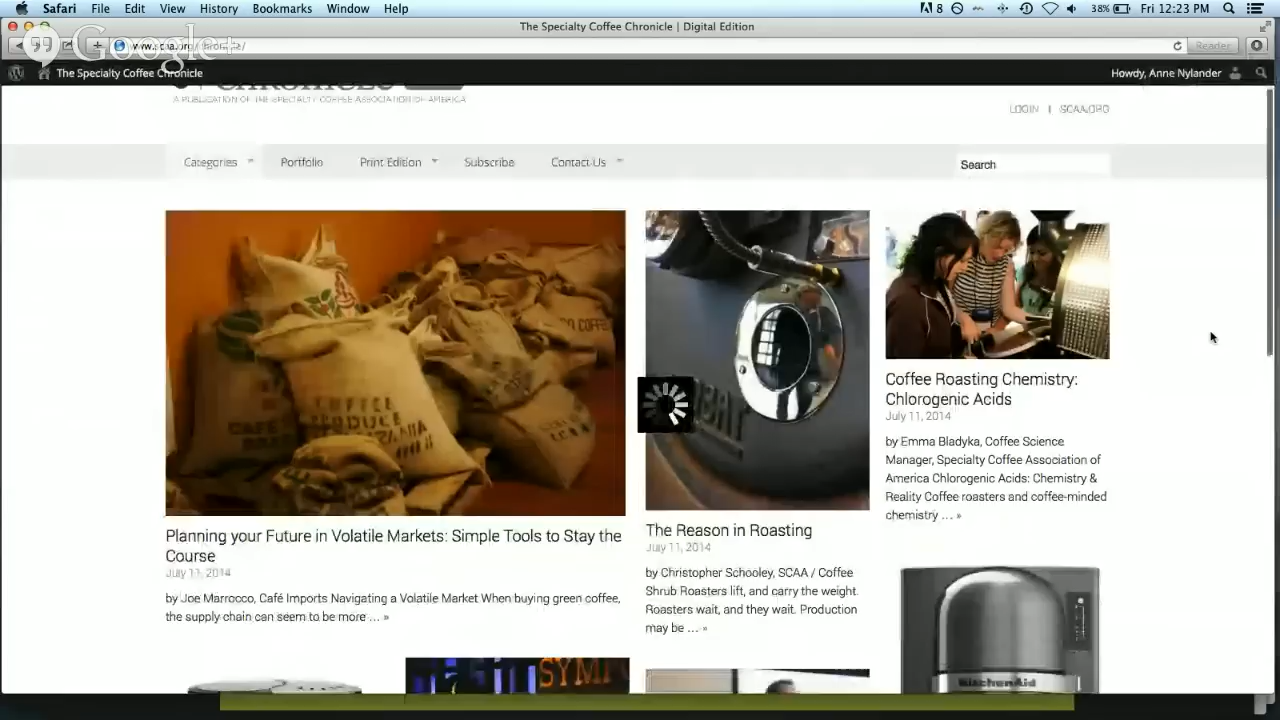 Safari File Edit View History Bookmarks Window Help 8 38% Fri 12:23 PM
The Specialty Coffee Chronicle | Digital Edition
Google+
Reader
The Specialty Coffee Chronicle
Howdy, Anne Nylander
CHRONICLE
A PUBLICATION OF THE SPECIALTY COFFEE ASSOCIATION OF AMERICA
LOGIN | SCAA.ORG
Categories Portfolio Print Edition Subscribe Contact Us Search
COFFEE
PRODUCE
TANZANIA
Planning your Future in Volatile Markets: Simple Tools to Stay the
Course
July 11, 2014
by Joe Marrocco, Café Imports Navigating a Volatile Market When buying green coffee,
the supply chain can seem to be more ... »
The Reason in Roasting
July 11, 2014
by Christopher Schooley, SCAA / Coffee
Shrub Roasters lift, and carry the weight.
Roasters wait, and they wait. Production
may be ... »
Coffee Roasting Chemistry:
Chlorogenic Acids
July 11, 2014
by Emma Bladyka, Coffee Science
Manager, Specialty Coffee Association of
America Chlorogenic Acids: Chemistry &
Reality Coffee roasters and coffee-minded
chemistry ... »
KitchenAid